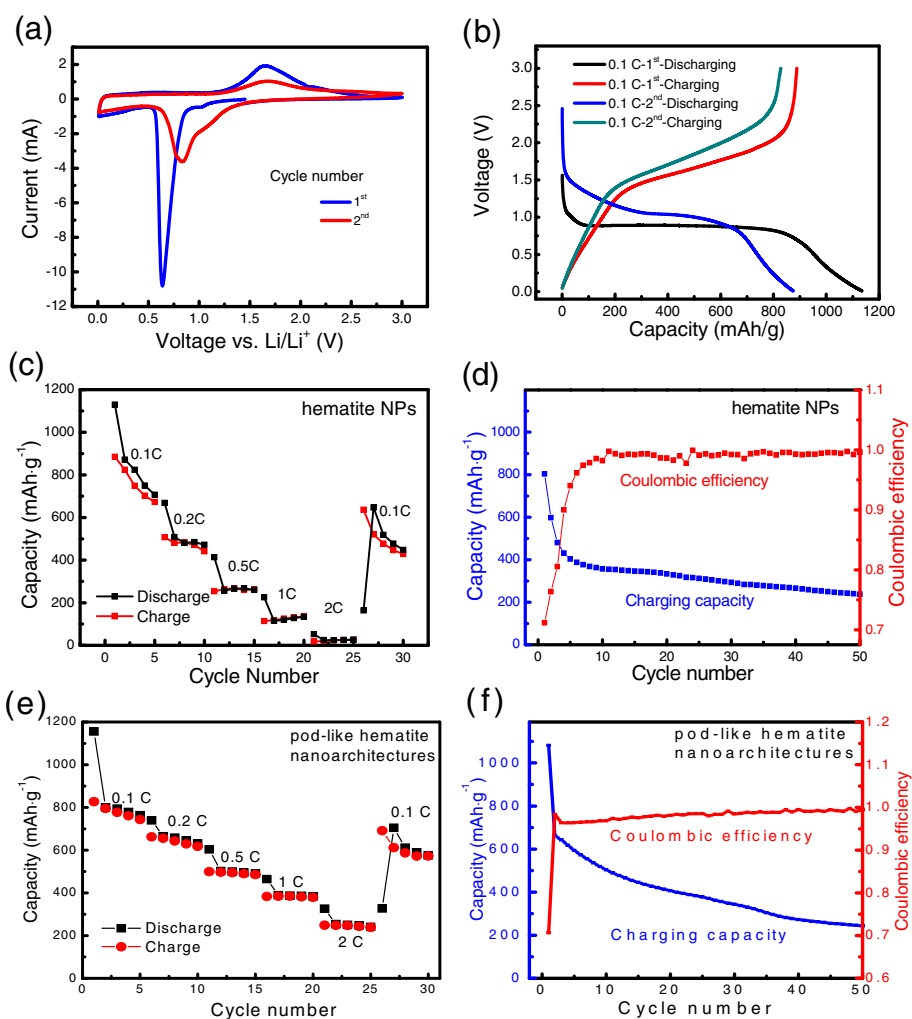 (a)
2
0
-2
-4
-6
-8
-10
-12
Current (mA)
Cycle number
1st
2nd
0.0 0.5 1.0 1.5 2.0 2.5 3.0
Voltage vs. Li/Li+ (V)
(b)
3.0
2.5
2.0
1.5
1.0
0.5
0.0
Voltage (V)
0.1 C-1st-Discharging
0.1 C-1st-Charging
0.1 C-2nd-Discharging
0.1 C-2nd-Charging
0 200 400 600 800 1000 1200
Capacity (mAh/g)
(c)
1200
1000
800
600
400
200
0
Capacity (mAh·g-1)
hematite NPs
0.1C
0.2C
0.5C
1C
2C
0.1C
Discharge
Charge
0 5 10 15 20 25 30
Cycle Number
(d)
1000
800
600
400
200
0
Capacity (mAh·g-1)
hematite NPs
Coulombic efficiency
Charging capacity
1.1
1.0
0.9
0.8
0.7
Coulombic efficiency
0 10 20 30 40 50
Cycle number
(e)
1200
1000
800
600
400
200
0
Capacity (mAh·g-1)
pod-like hematite
nanoarchitectures
0.1 C
0.2 C
0.5 C
1 C
2 C
0.1 C
Discharge
Charge
0 5 10 15 20 25 30
Cycle number
(f)
1000
800
600
400
200
0
Capacity (mAh·g-1)
pod-like hematite
nanoarchitectures
Coulombic efficiency
Charging capacity
1.2
1.1
1.0
0.9
0.8
0.7
0.6
Coulombic efficiency
0 10 20 30 40 50
Cycle number